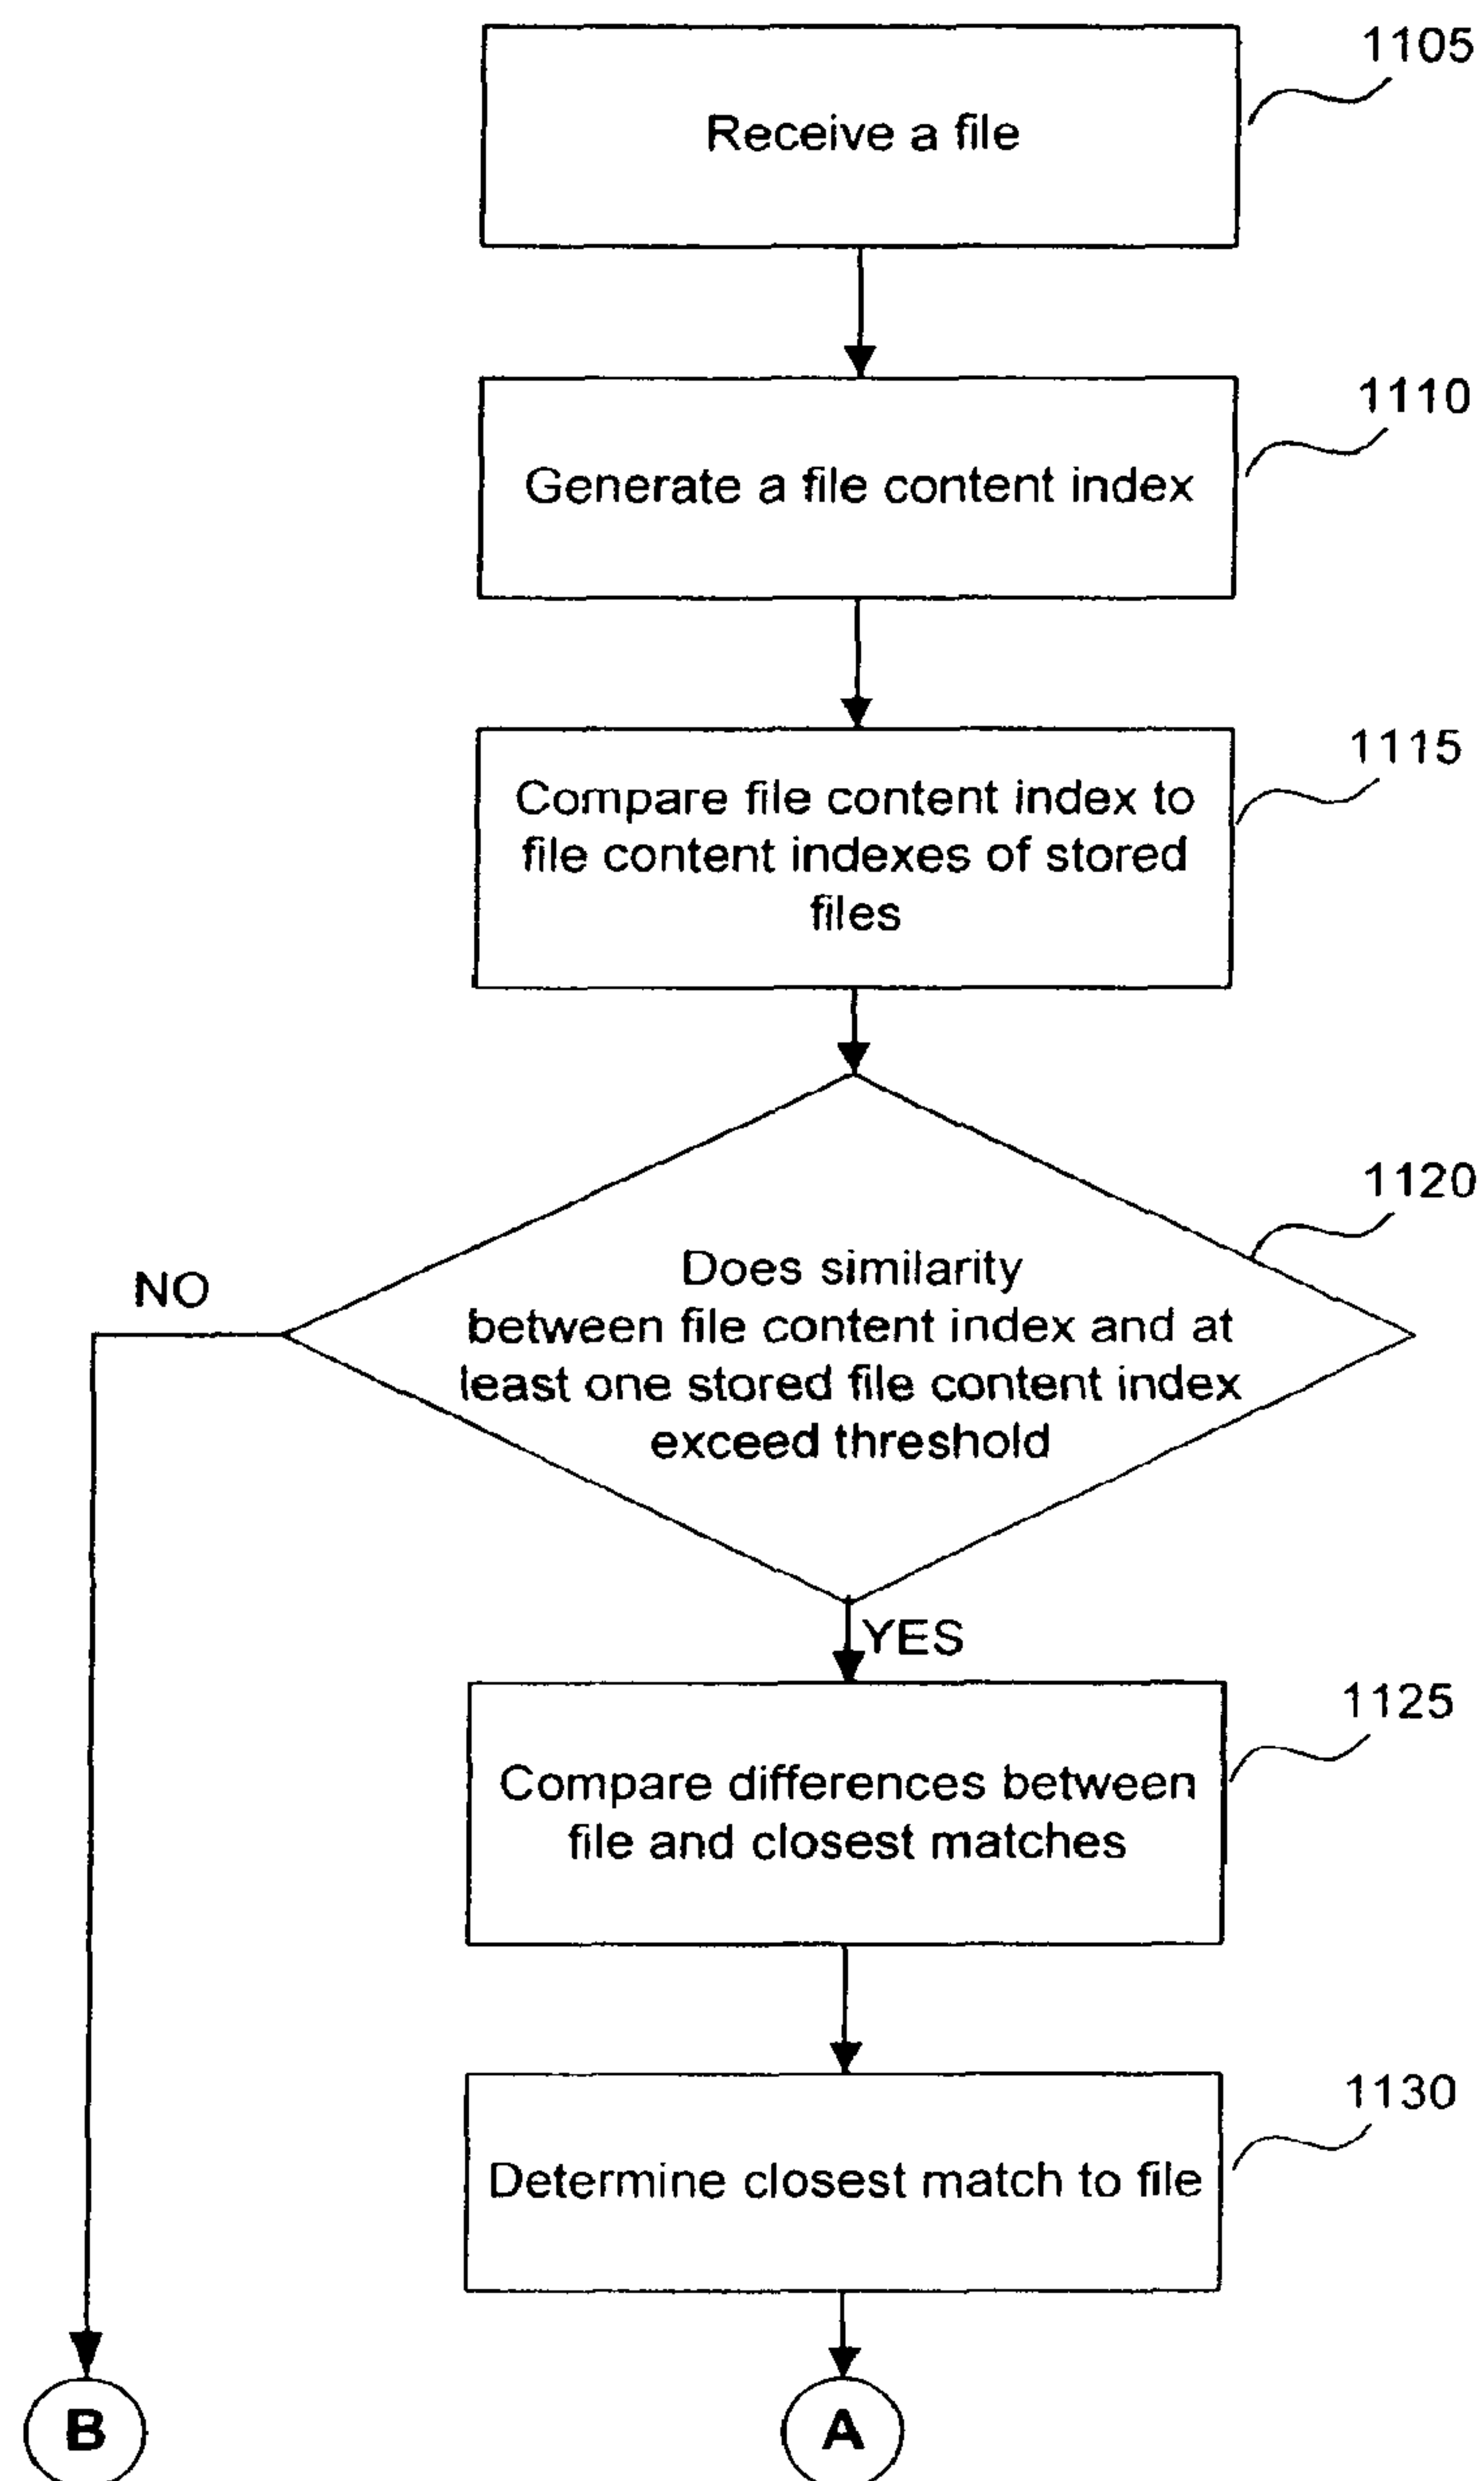 1105
Receive a file
1110
Generate a file content index
1115
Compare file content index to
file content indexes of stored
files
1120
NO
Does similarity
between file content index and at
least one stored file content index
exceed threshold
YES
1125
Compare differences between
file and closest matches
1130
Determine closest match to file
B
A